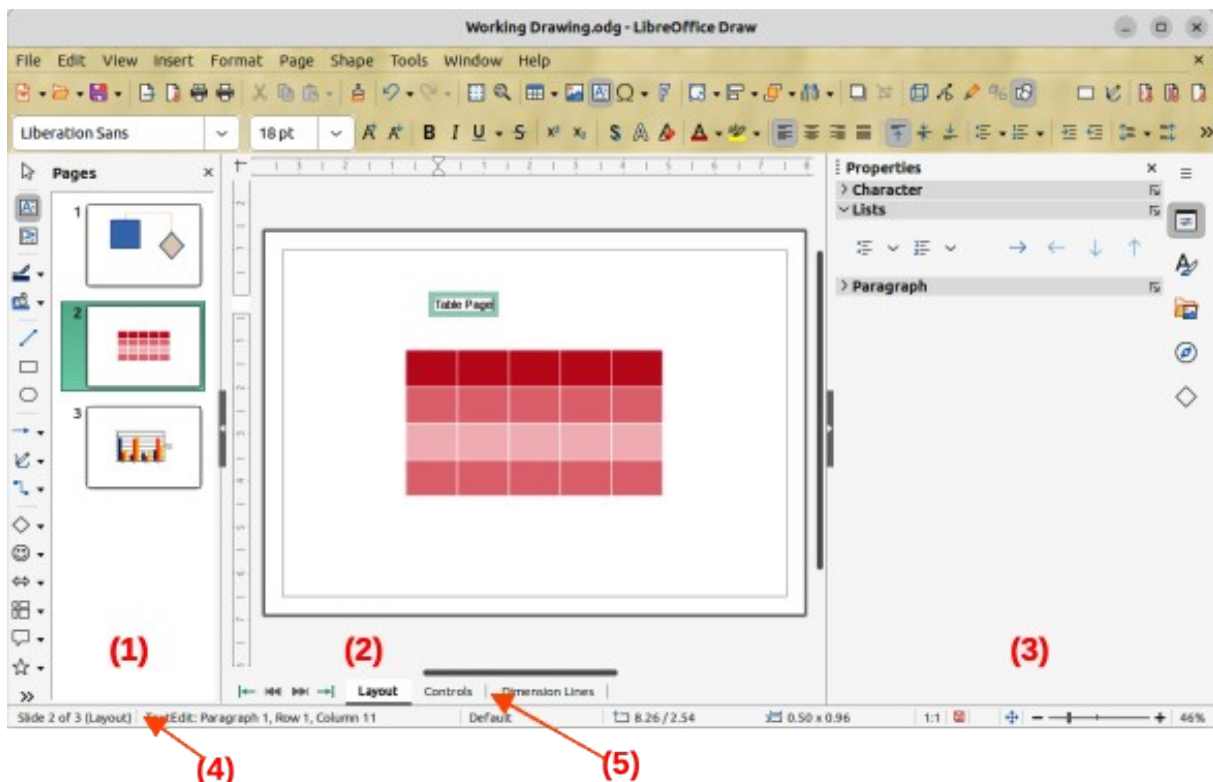 Working Drawing.odg - LibreOffice Draw
File Edit View Insert Format Page Shape Tools Window Help
Liberation Sans 18 pt
Pages
1
2
3
Table Page
Properties
Character
Lists
Paragraph
(1)
(2)
(3)
Layout Controls Dimension Lines
Slide 2 of 3 (Layout) TextEdit: Paragraph 1, Row 1, Column 11 Default 8.26 / 2.54 0.50 x 0.96 1:1 46%
(4)
(5)